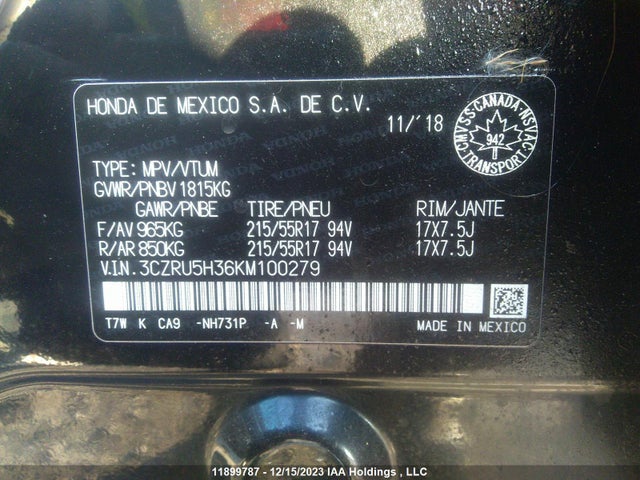 HONDA DE MEXICO S.A. DE C.V.
11/'18
CMVSS-CANADA-NSVAC
942
TRANSPORT
TYPE: MPV/VTUM
GVWR/PNBV 1815KG
GAWR/PNBE TIRE/PNEU RIM/JANTE
F/AV 965KG 215/55R17 94V 17X7.5J
R/AR 850KG 215/55R17 94V 17X7.5J
V.I.N. 3CZRU5H36KM100279
T7W K CA9 -NH731P -A -M MADE IN MEXICO
11899787 - 12/15/2023 IAA Holdings , LLC